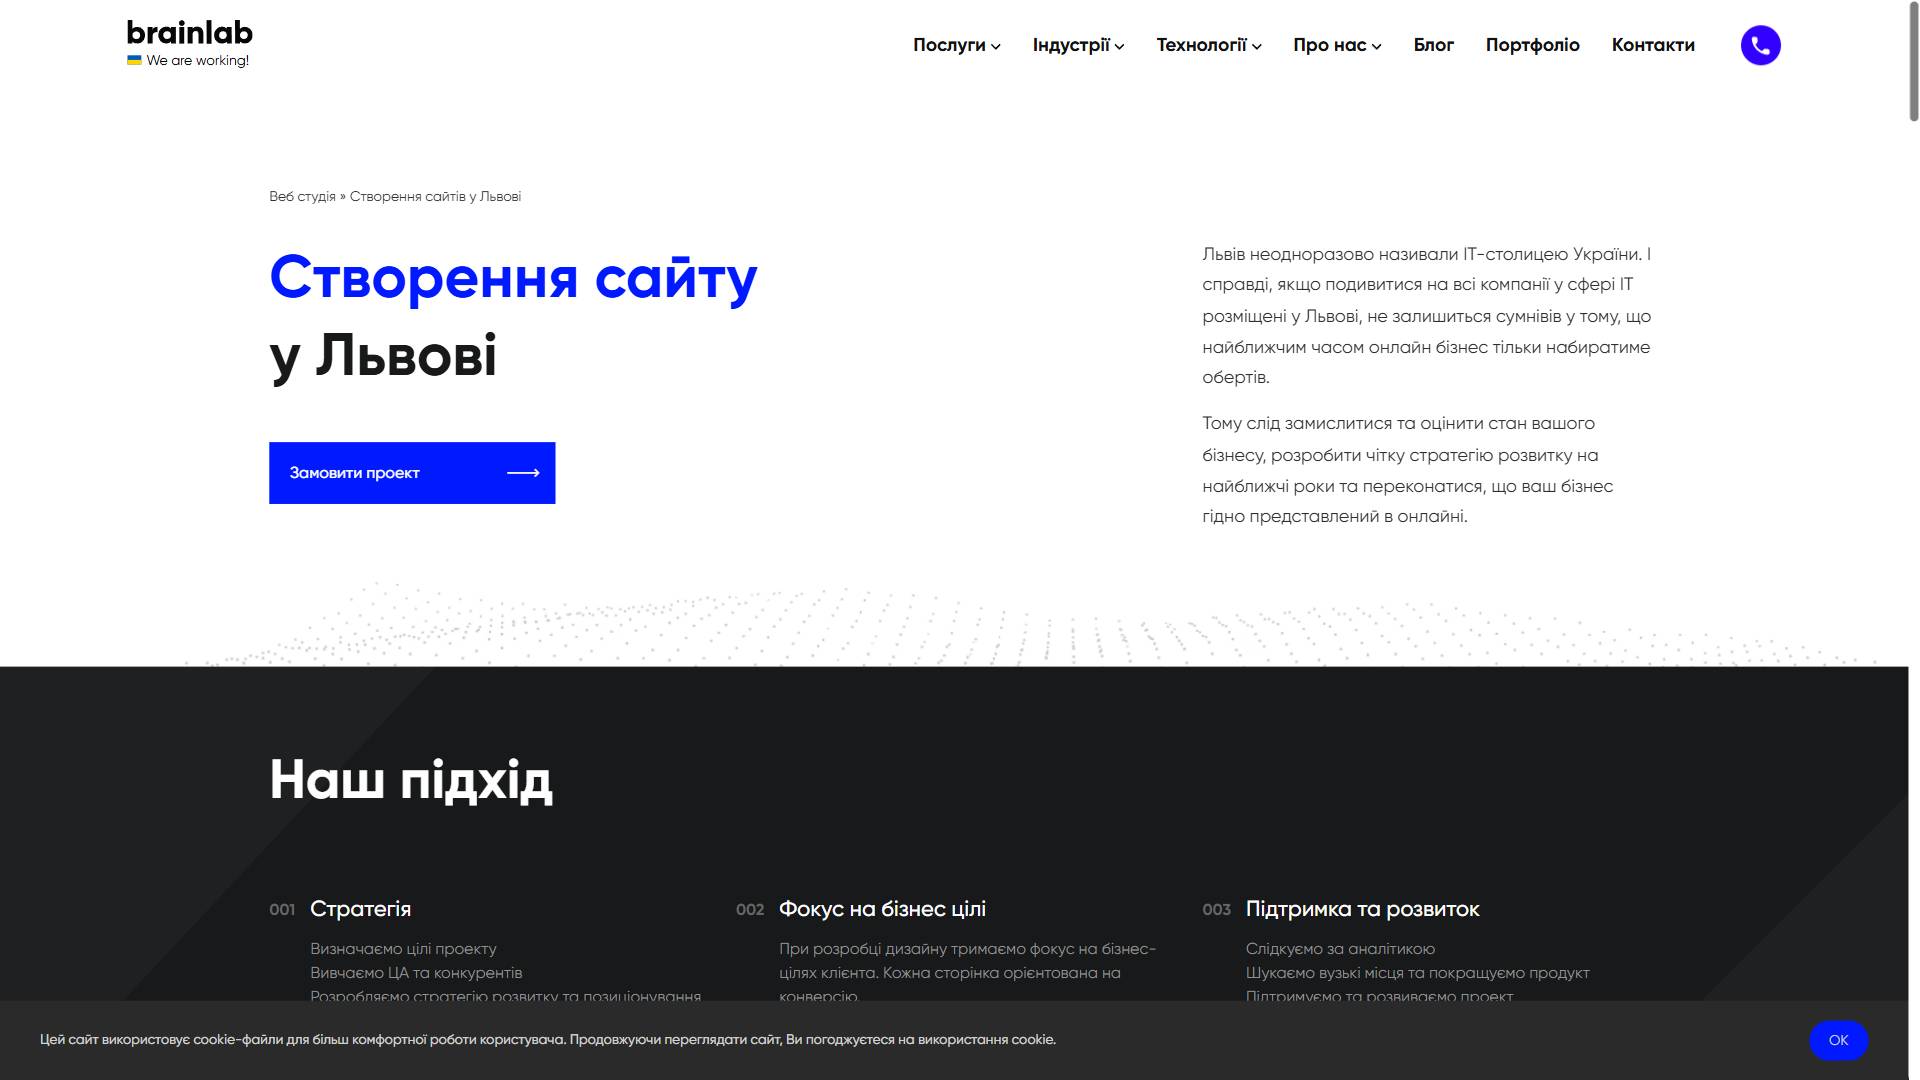 brainlab
We are working!
Послуги
Індустрії
Технології
Про нас
Блог
Портфоліо
Контакти
Веб студія » Створення сайтів у Львові
Створення сайту
у Львові
Замовити проект
Львів неодноразово називали ІТ-столицею України. І
справді, якщо подивитися на всі компанії у сфері ІТ
розміщені у Львові, не залишиться сумнівів у тому, що
найближчим часом онлайн бізнес тільки набиратиме
обертів.
Тому слід замислитися та оцінити стан вашого
бізнесу, розробити чітку стратегію розвитку на
найближчі роки та переконатися, що ваш бізнес
гідно представлений в онлайні.
Наш підхід
001 Стратегія
Визначаємо цілі проекту
Вивчаємо ЦА та конкурентів
Розробляємо стратегію розвитку та позиціонування
002 Фокус на бізнес цілі
При розробці дизайну тримаємо фокус на бізнес-
цілях клієнта. Кожна сторінка орієнтована на
конверсію.
003 Підтримка та розвиток
Слідкуємо за аналітикою
Шукаємо вузькі місця та покращуємо продукт
Підтримуємо та розвиваємо проект
Цей сайт використовує cookie-файли для більш комфортної роботи користувача. Продовжуючи переглядати сайт, Ви погоджуєтеся на використання cookie.
OK